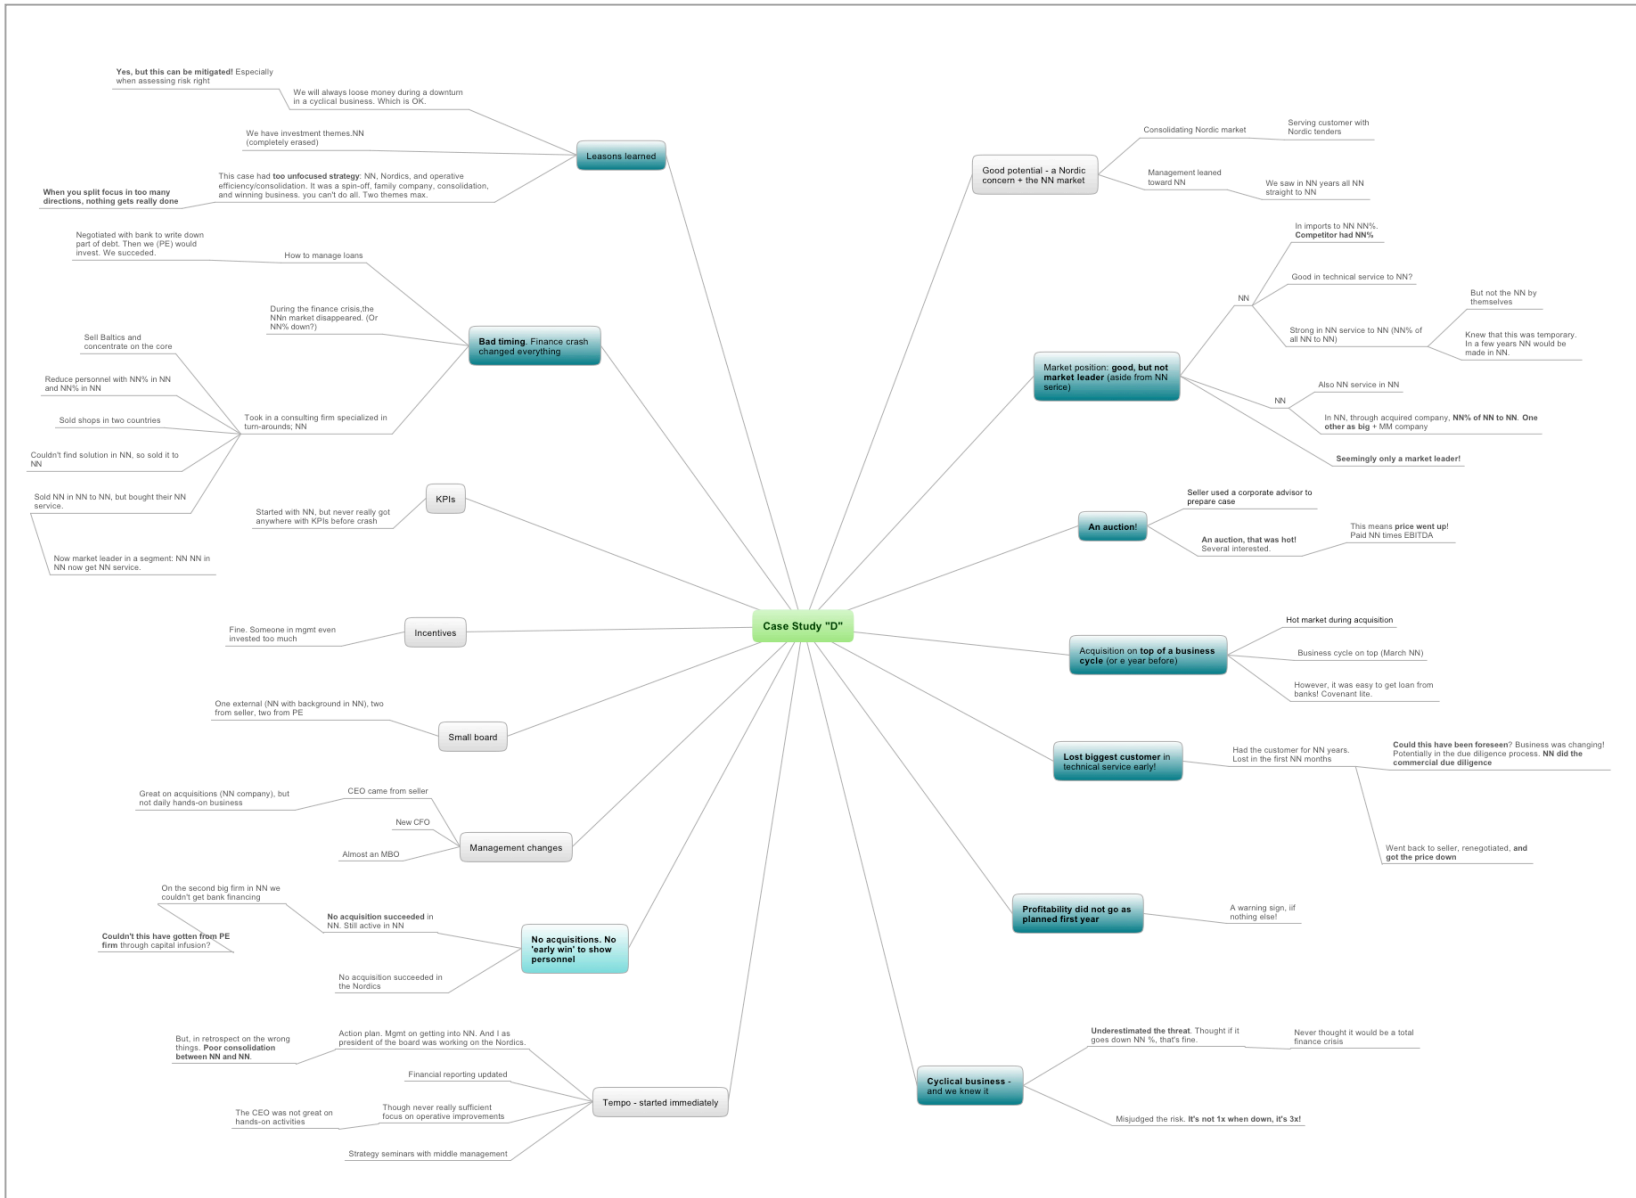 Case Study "D"
Good potential - a Nordic
concern + the NN market
Consolidating Nordic market
Serving customer with
Nordic tenders
Management leaned
toward NN
We saw in NN years all NN
straight to NN
Market position: good, but not
market leader (aside from NN
serice)
NN
In imports to NN NN%.
Competitor had NN%
Good in technical service to NN?
Strong in NN service to NN (NN% of
all NN to NN)
But not the NN by
themselves
Knew that this was temporary.
In a few years NN would be
made in NN.
NN
Also NN service in NN
In NN, through acquired company, NN% of NN to NN. One
other as big + MM company
Seemingly only a market leader!
An auction!
Seller used a corporate advisor to
prepare case
An auction, that was hot!
Several interested.
This means price went up!
Paid NN times EBITDA
Acquisition on top of a business
cycle (or e year before)
Hot market during acquisition
Business cycle on top (March NN)
However, it was easy to get loan from
banks! Covenant lite.
Lost biggest customer in
technical service early!
Had the customer for NN years.
Lost in the first NN months
Could this have been foreseen? Business was changing!
Potentially in the due diligence process. NN did the
commercial due diligence
Went back to seller, renegotiated, and
got the price down
Profitability did not go as
planned first year
A warning sign, iif
nothing else!
Cyclical business -
and we knew it
Underestimated the threat. Thought if it
goes down NN %, that's fine.
Never thought it would be a total
finance crisis
Misjudged the risk. It's not 1x when down, it's 3x!
Leasons learned
We will always loose money during a downturn
in a cyclical business. Which is OK.
Yes, but this can be mitigated! Especially
when assessing risk right
We have investment themes.NN
(completely erased)
This case had too unfocused strategy: NN, Nordics, and operative
efficiency/consolidation. It was a spin-off, family company, consolidation,
and winning business. you can't do all. Two themes max.
When you split focus in too many
directions, nothing gets really done
Bad timing. Finance crash
changed everything
How to manage loans
Negotiated with bank to write down
part of debt. Then we (PE) would
invest. We succeded.
During the finance crisis,the
NNn market disappeared. (Or
NN% down?)
Took in a consulting firm specialized in
turn-arounds; NN
Sell Baltics and
concentrate on the core
Reduce personnel with NN% in NN
and NN% in NN
Sold shops in two countries
Couldn't find solution in NN, so sold it to
NN
Sold NN in NN to NN, but bought their NN
service.
Now market leader in a segment: NN NN in
NN now get NN service.
KPIs
Started with NN, but never really got
anywhere with KPIs before crash
Incentives
Fine. Someone in mgmt even
invested too much
Small board
One external (NN with background in NN), two
from seller, two from PE
Management changes
CEO came from seller
Great on acquisitions (NN company), but
not daily hands-on business
New CFO
Almost an MBO
No acquisitions. No
'early win' to show
personnel
No acquisition succeeded in
NN. Still active in NN
On the second big firm in NN we
couldn't get bank financing
Couldn't this have gotten from PE
firm through capital infusion?
No acquisition succeeded in
the Nordics
Tempo - started immediately
Action plan. Mgmt on getting into NN. And I as
president of the board was working on the Nordics.
But, in retrospect on the wrong
things. Poor consolidation
between NN and NN.
Financial reporting updated
Though never really sufficient
focus on operative improvements
The CEO was not great on
hands-on activities
Strategy seminars with middle management